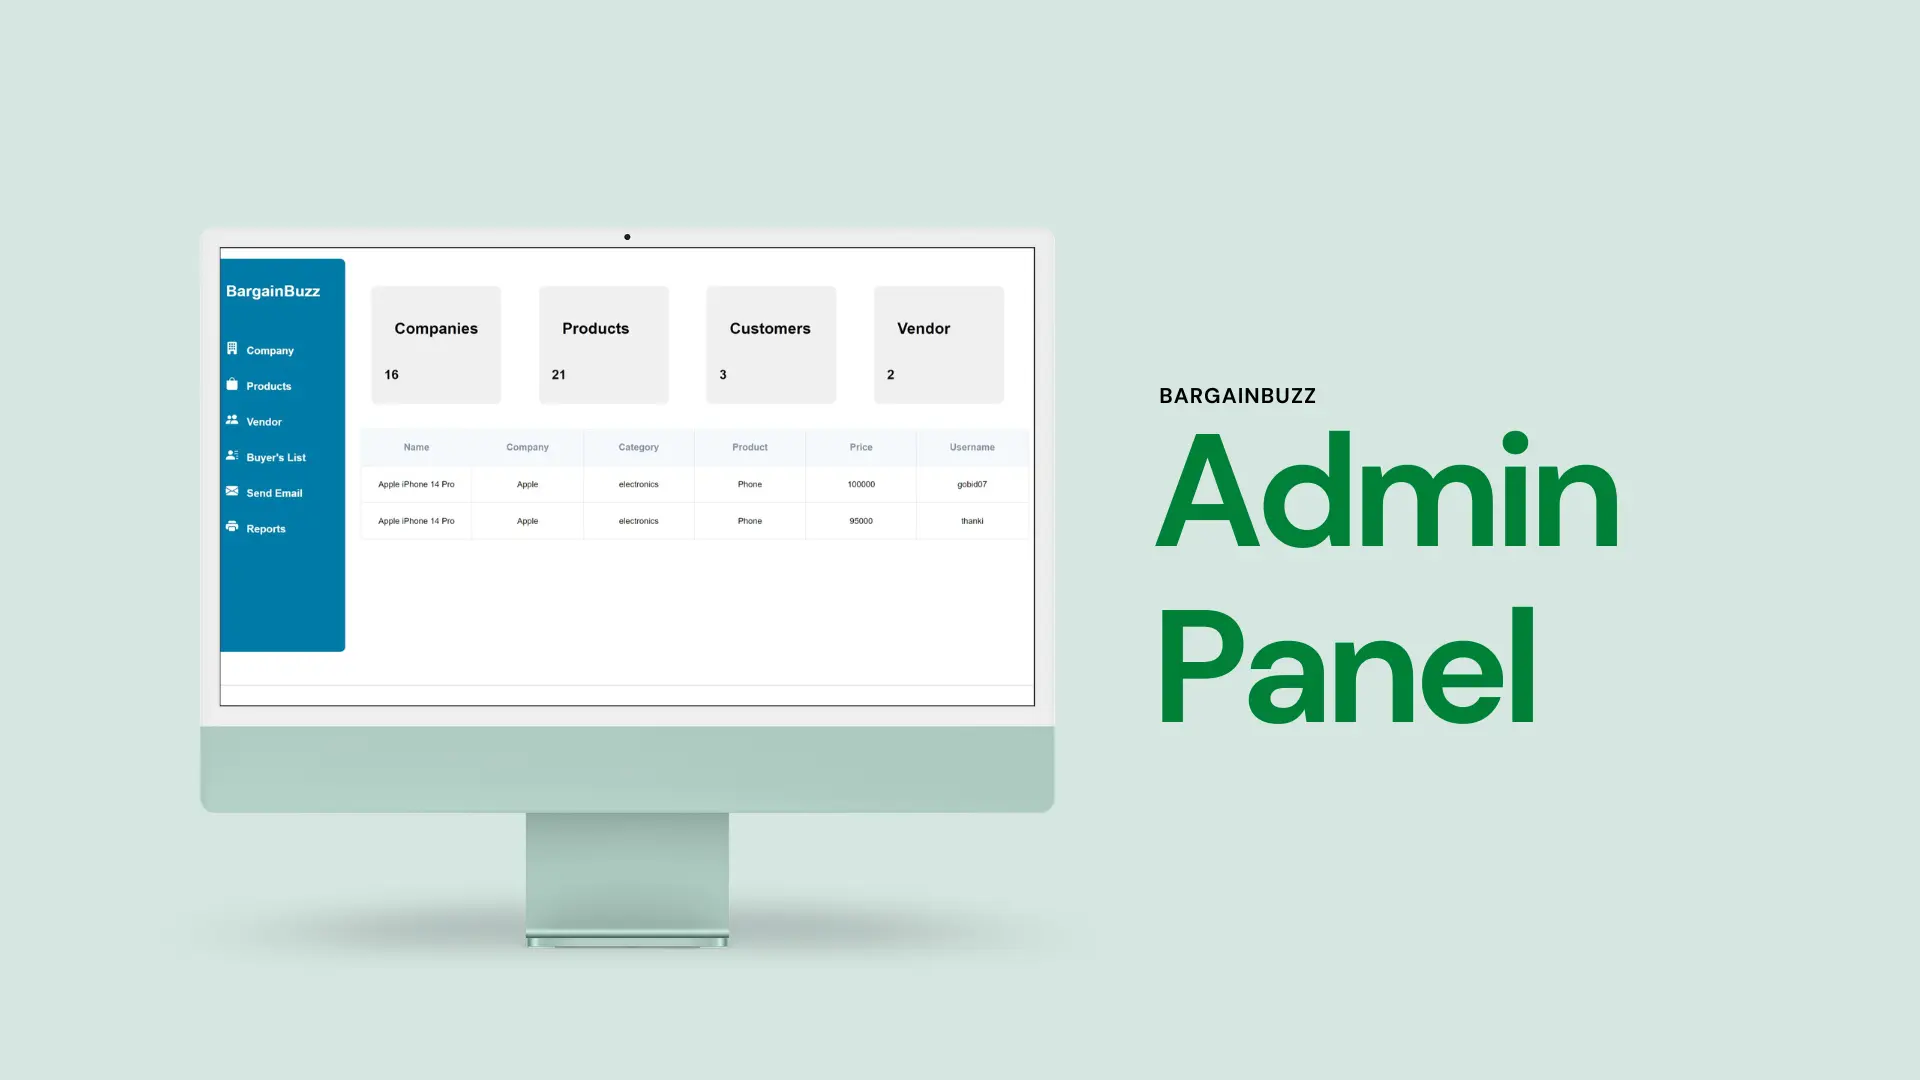 BargainBuzz
Company
Products
Vendor
Buyer's List
Send Email
Reports
Companies Products Customers Vendor
16 21 3 2
Name Company Category Product Price Username
Apple iPhone 14 Pro Apple electronics Phone 100000 gobid07
Apple iPhone 14 Pro Apple electronics Phone 95000 thanki
BARGAINBUZZ
Admin
Panel